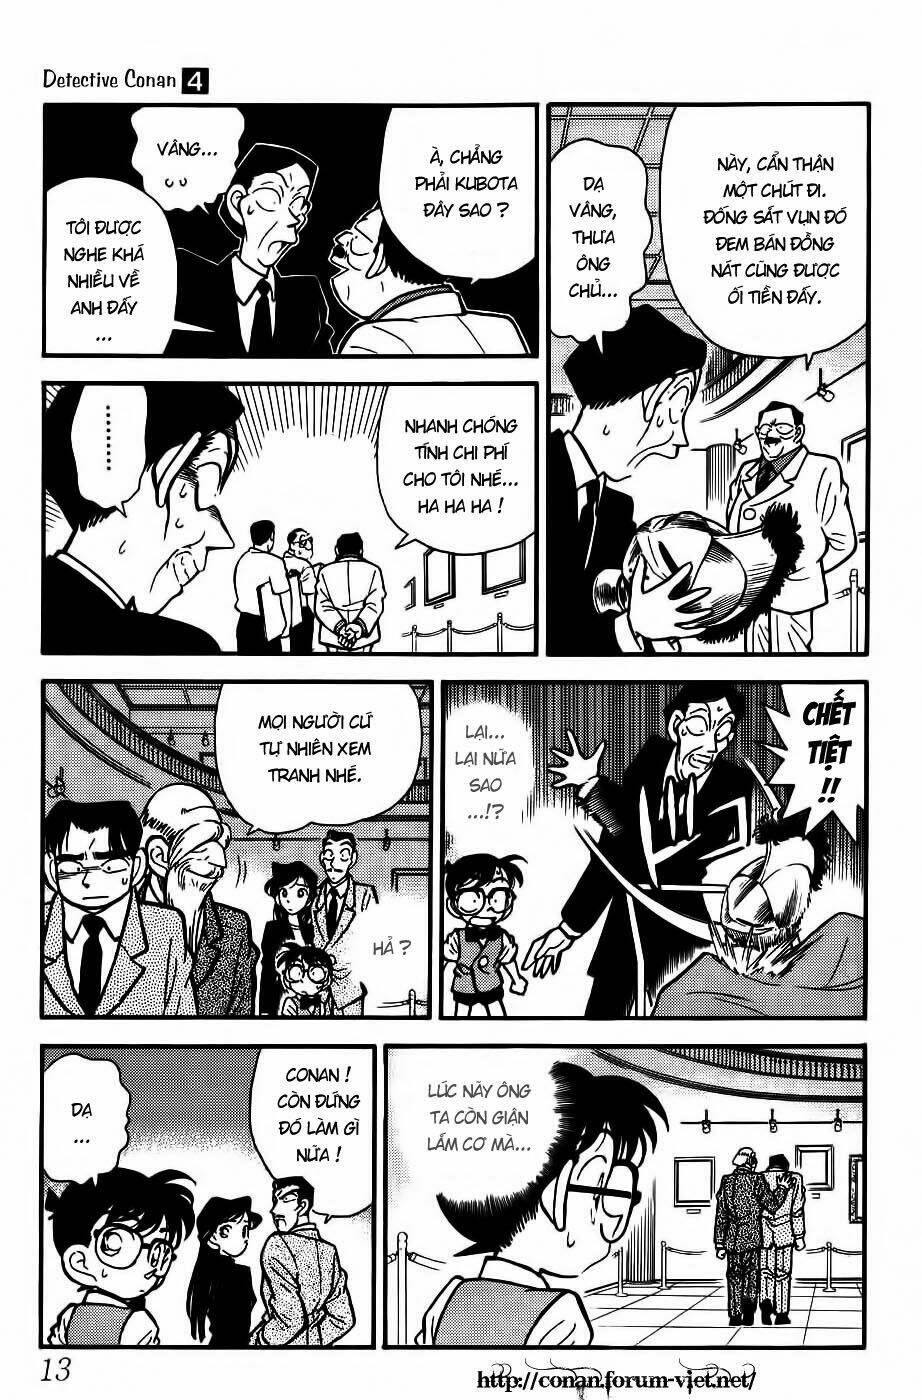 Detective Conan 4
NÀY, CẨN THẬN
MỘT CHÚT ĐI.
ĐỐNG SẮT VỤN ĐÓ
ĐEM BÁN ĐỒNG
NÁT CŨNG ĐƯỢC
ỐI TIỀN ĐẤY.
DẠ
VÂNG,
THƯA
ÔNG
CHỦ...
À, CHẲNG
PHẢI KUBOTA
ĐÂY SAO ?
VÂNG...
TÔI ĐƯỢC
NGHE KHÁ
NHIỀU VỀ
ANH ĐẤY
...
NHANH CHÓNG
TÍNH CHI PHÍ
CHO TÔI NHÉ...
HA HA HA !
.........
CHẾT
TIỆT
!!
LẠI...
LẠI NỮA
SAO
...!?
MỌI NGƯỜI CỨ
TỰ NHIÊN XEM
TRANH NHÉ.
HẢ ?
LÚC NÃY ÔNG
TA CÒN GIẬN
LẮM CƠ MÀ...
CONAN !
CÒN ĐỨNG
ĐÓ LÀM GÌ
NỮA !
DẠ
...
13
http://conan.forum-viet.net/